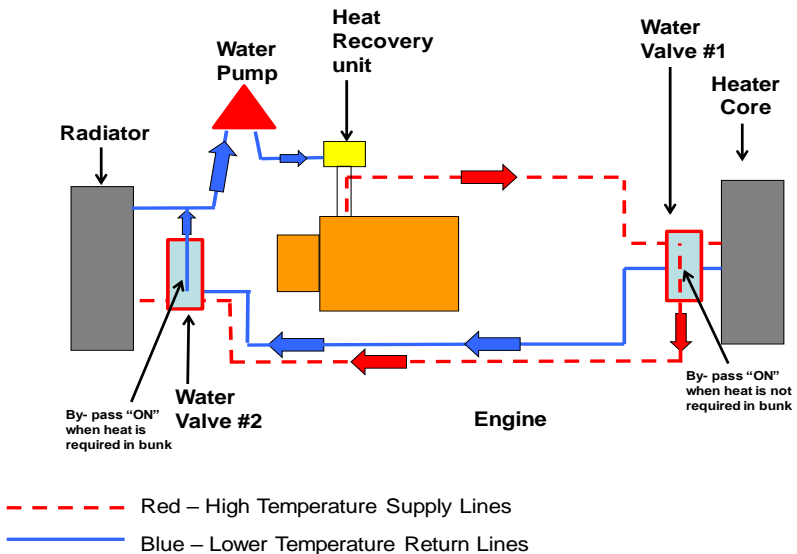 Heat
Recovery
unit
Water
Pump
Water
Valve #1
Heater
Core
Radiator
By- pass “ON”
when heat is
required in bunk
Water
Valve #2
Engine
By- pass “ON”
when heat is not
required in bunk
Red – High Temperature Supply Lines
Blue – Lower Temperature Return Lines